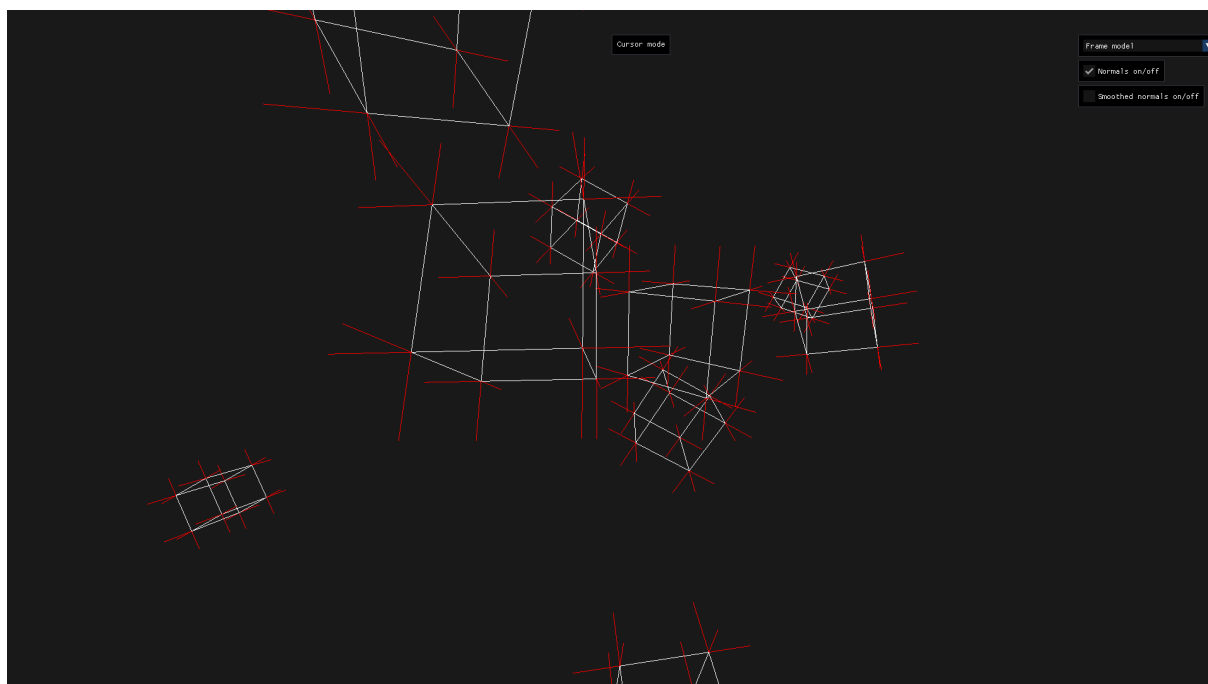 Cursor mode
Frame model
Normals on/off
Smoothed normals on/off